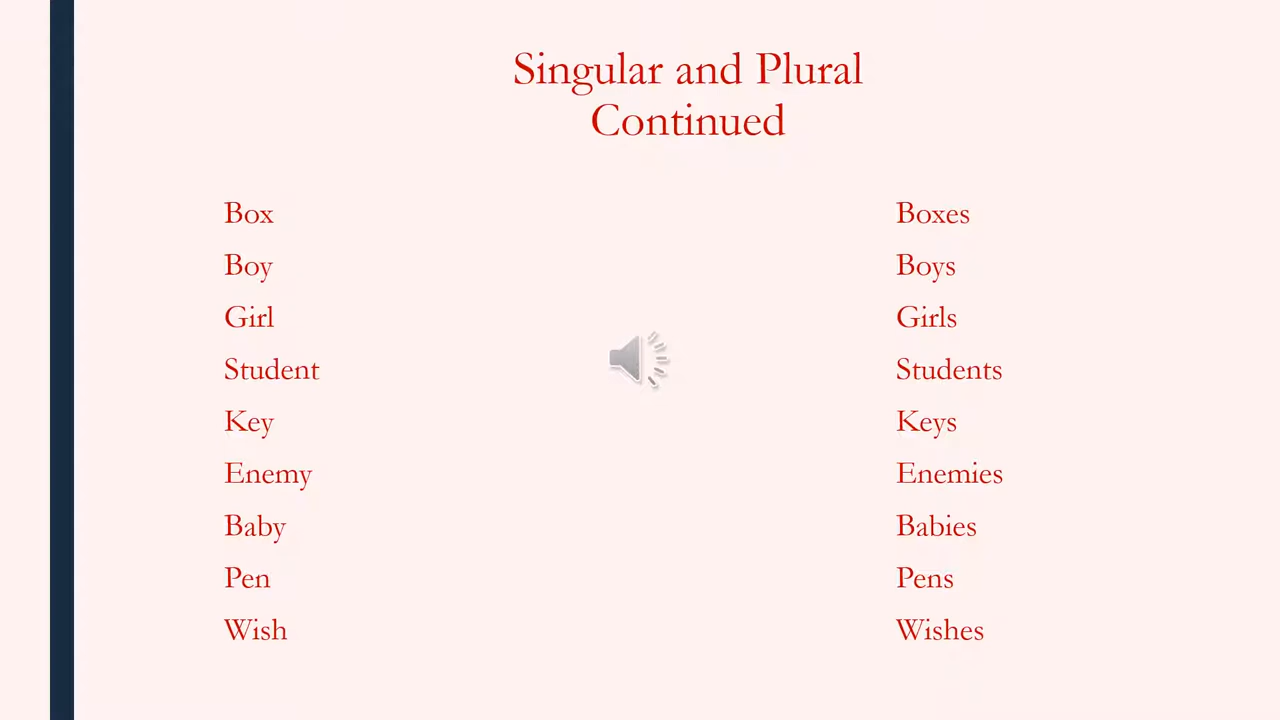 Singular and Plural
Continued
Box
Boxes
Boy
Boys
Girl
Girls
Student
Students
Key
Keys
Enemy
Enemies
Baby
Babies
Pen
Pens
Wish
Wishes